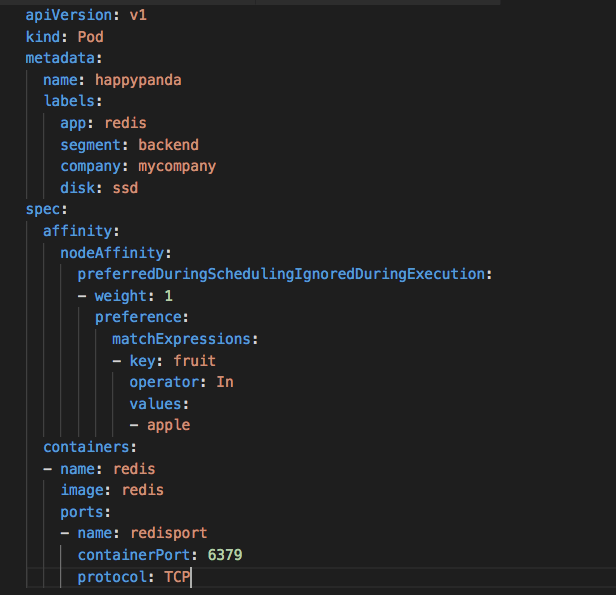 apiVersion: v1
kind: Pod
metadata:
  name: happypanda
  labels:
    app: redis
    segment: backend
    company: mycompany
    disk: ssd
spec:
  affinity:
    nodeAffinity:
      preferredDuringSchedulingIgnoredDuringExecution:
      - weight: 1
        preference:
          matchExpressions:
          - key: fruit
            operator: In
            values:
            - apple
  containers:
  - name: redis
    image: redis
    ports:
    - name: redisport
      containerPort: 6379
      protocol: TCP